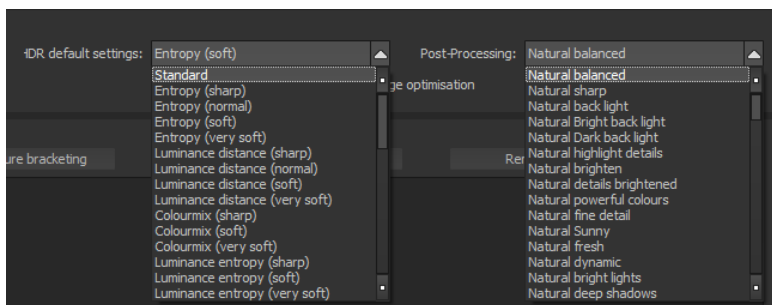 HDR default settings: Entropy (soft) Post-Processing: Natural balanced
Standard
Entropy (sharp)
Entropy (normal)
Entropy (soft)
Entropy (very soft)
Luminance distance (sharp)
Luminance distance (normal)
Luminance distance (soft)
Luminance distance (very soft)
Colourmix (sharp)
Colourmix (soft)
Colourmix (very soft)
Luminance entropy (sharp)
Luminance entropy (soft)
Luminance entropy (very soft)
optimisation
bracketing
Natural balanced
Natural sharp
Natural back light
Natural Bright back light
Natural Dark back light
Natural highlight details
Natural brighten
Natural details brightened
Natural powerful colours
Natural fine detail
Natural Sunny
Natural fresh
Natural dynamic
Natural bright lights
Natural deep shadows